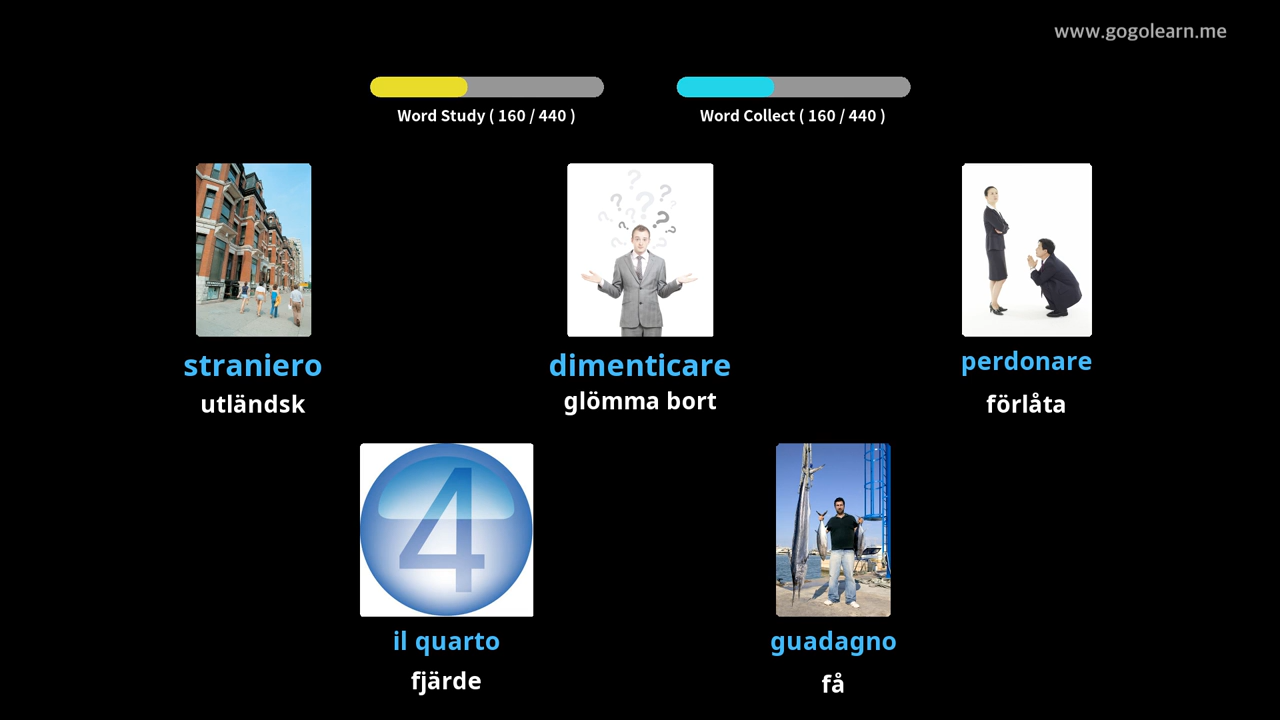 www.gogolearn.me
Word Study ( 160 / 440 )
Word Collect ( 160 / 440 )
straniero
utländsk
dimenticare
glömma bort
perdonare
förlåta
4
il quarto
fjärde
guadagno
få